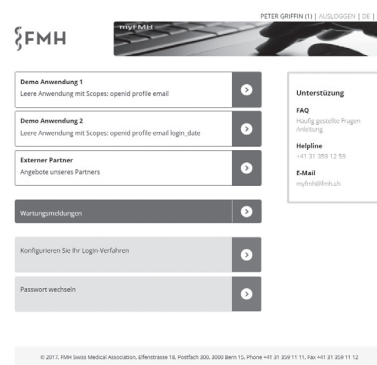 PETER GRIFFIN (1) | AUSLOGGEN | DE |
FMH
myFMH
Demo Anwendung 1
Leere Anwendung mit Scopes: openid profile email
Demo Anwendung 2
Leere Anwendung mit Scopes: openid profile email login_date
Externer Partner
Angebote unseres Partners
Wartungsmeldungen
Konfigurieren Sie Ihr Login-Verfahren
Passwort wechseln
Unterstützung
FAQ
Häufig gestellte Fragen
Anleitung
Helpline
+41 31 359 12 59
E-Mail
myfmh@fmh.ch
© 2017, FMH Swiss Medical Association, Elfenstrasse 18, Postfach 300, 3000 Bern 15, Phone +41 31 359 11 11, Fax +41 31 359 11 12